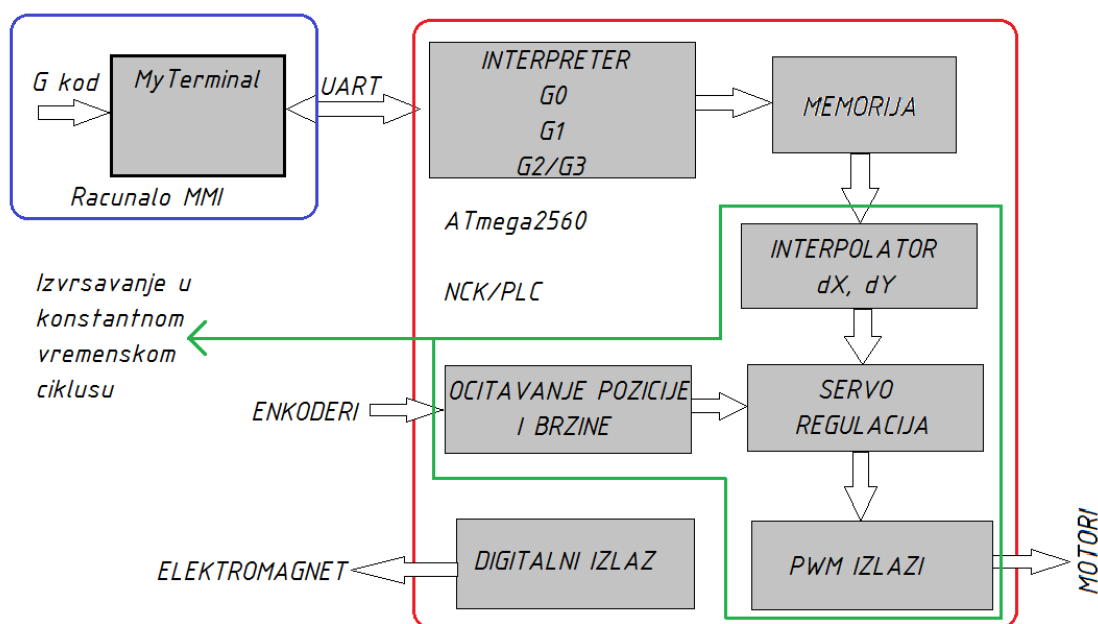 G kod
MyTerminal
Racunalo MMI
UART
INTERPRETER
G0
G1
G2/G3
MEMORIJA
ATmega2560
NCK/PLC
INTERPOLATOR
dX, dY
Izvrsavanje u
konstantnom
vremenskom
ciklusu
ENKODERI
OCITAVANJE POZICIJE
I BRZINE
SERVO
REGULACIJA
ELEKTROMAGNET
DIGITALNI IZLAZ
PWM IZLAZI
MOTORI